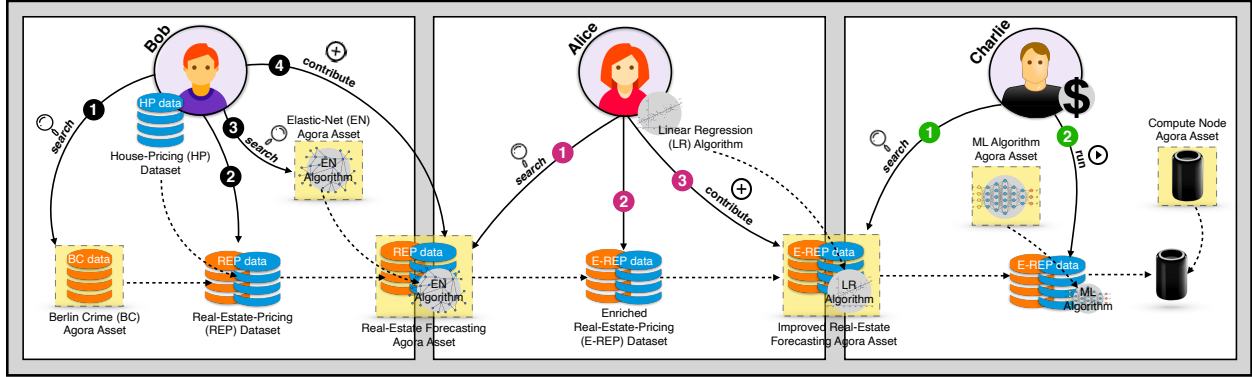 Bob
1
search
HP data
House-Pricing (HP)
Dataset
2
3
search
4
contribute
Elastic-Net (EN)
Agora Asset
EN
Algorithm
BC data
Berlin Crime (BC)
Agora Asset
REP data
Real-Estate-Pricing
(REP) Dataset
REP data
EN
Algorithm
Real-Estate Forecasting
Agora Asset
Alice
Linear Regression
(LR) Algorithm
search
1
2
3
contribute
E-REP data
Enriched
Real-Estate-Pricing
(E-REP) Dataset
E-REP data
LR
Algorithm
Improved Real-Estate
Forecasting Agora Asset
Charlie
$
search
1
2
run
ML Algorithm
Agora Asset
Compute Node
Agora Asset
E-REP data
ML
Algorithm